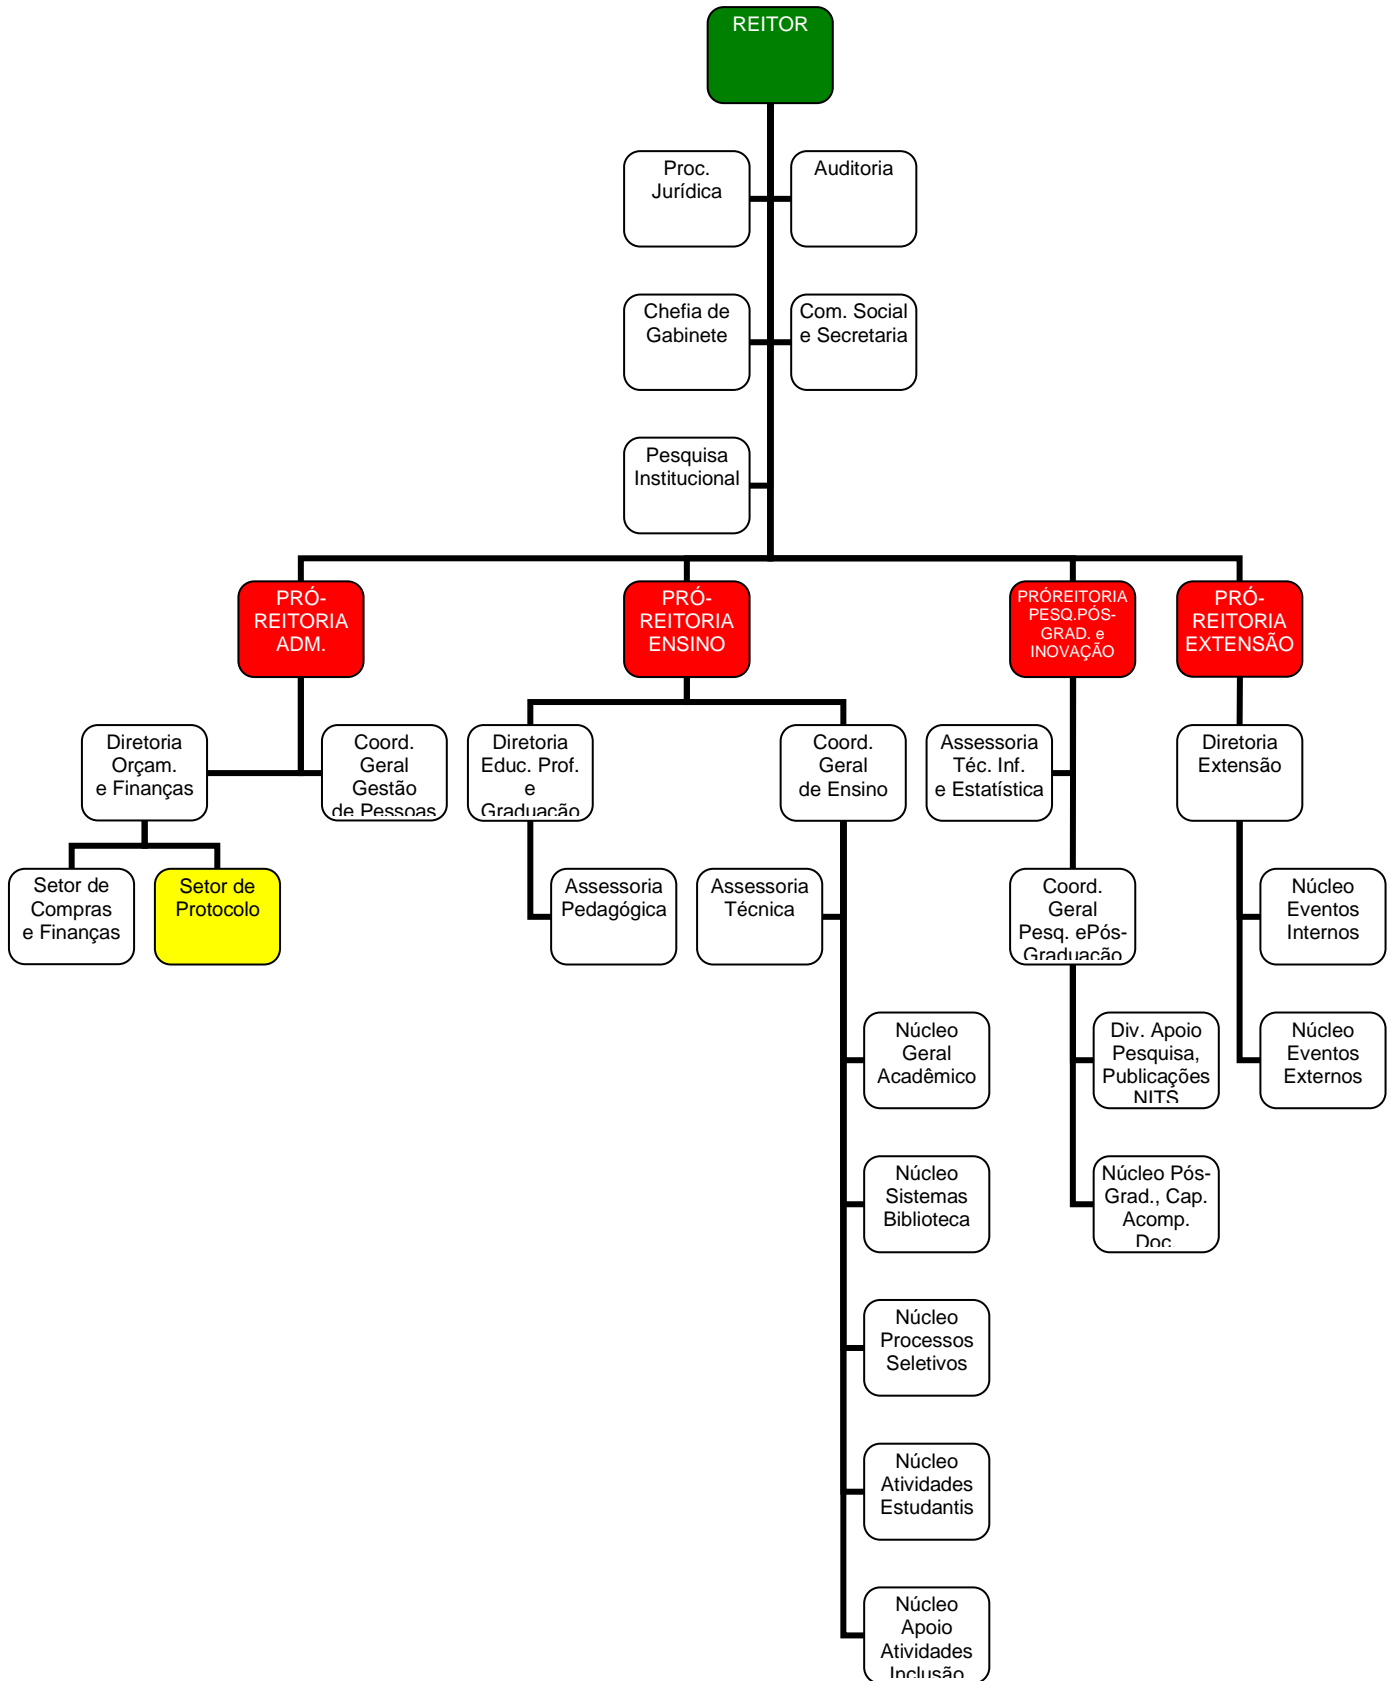 REITOR
Proc.
Jurídica
Auditoria
Chefia de
Gabinete
Com. Social
e Secretaria
Pesquisa
Institucional
PRÓ-
REITORIA
ADM.
PRÓ-
REITORIA
ENSINO
PRÓREITORIA
PESQ.PÓS-
GRAD. e
INOVAÇÃO
PRÓ-
REITORIA
EXTENSÃO
Diretoria
Orçam.
e Finanças
Coord.
Geral
Gestão
de Pessoas
Diretoria
Educ. Prof.
e
Graduação
Coord.
Geral
de Ensino
Assessoria
Téc. Inf.
e Estatística
Diretoria
Extensão
Setor de
Compras
e Finanças
Setor de
Protocolo
Assessoria
Pedagógica
Assessoria
Técnica
Coord.
Geral
Pesq. ePós-
Graduação
Núcleo
Eventos
Internos
Núcleo
Geral
Acadêmico
Div. Apoio
Pesquisa,
Publicações
NITS
Núcleo
Eventos
Externos
Núcleo
Sistemas
Biblioteca
Núcleo Pós-
Grad., Cap.
Acomp.
Doc.
Núcleo
Processos
Seletivos
Núcleo
Atividades
Estudantis
Núcleo
Apoio
Atividades
Inclusão